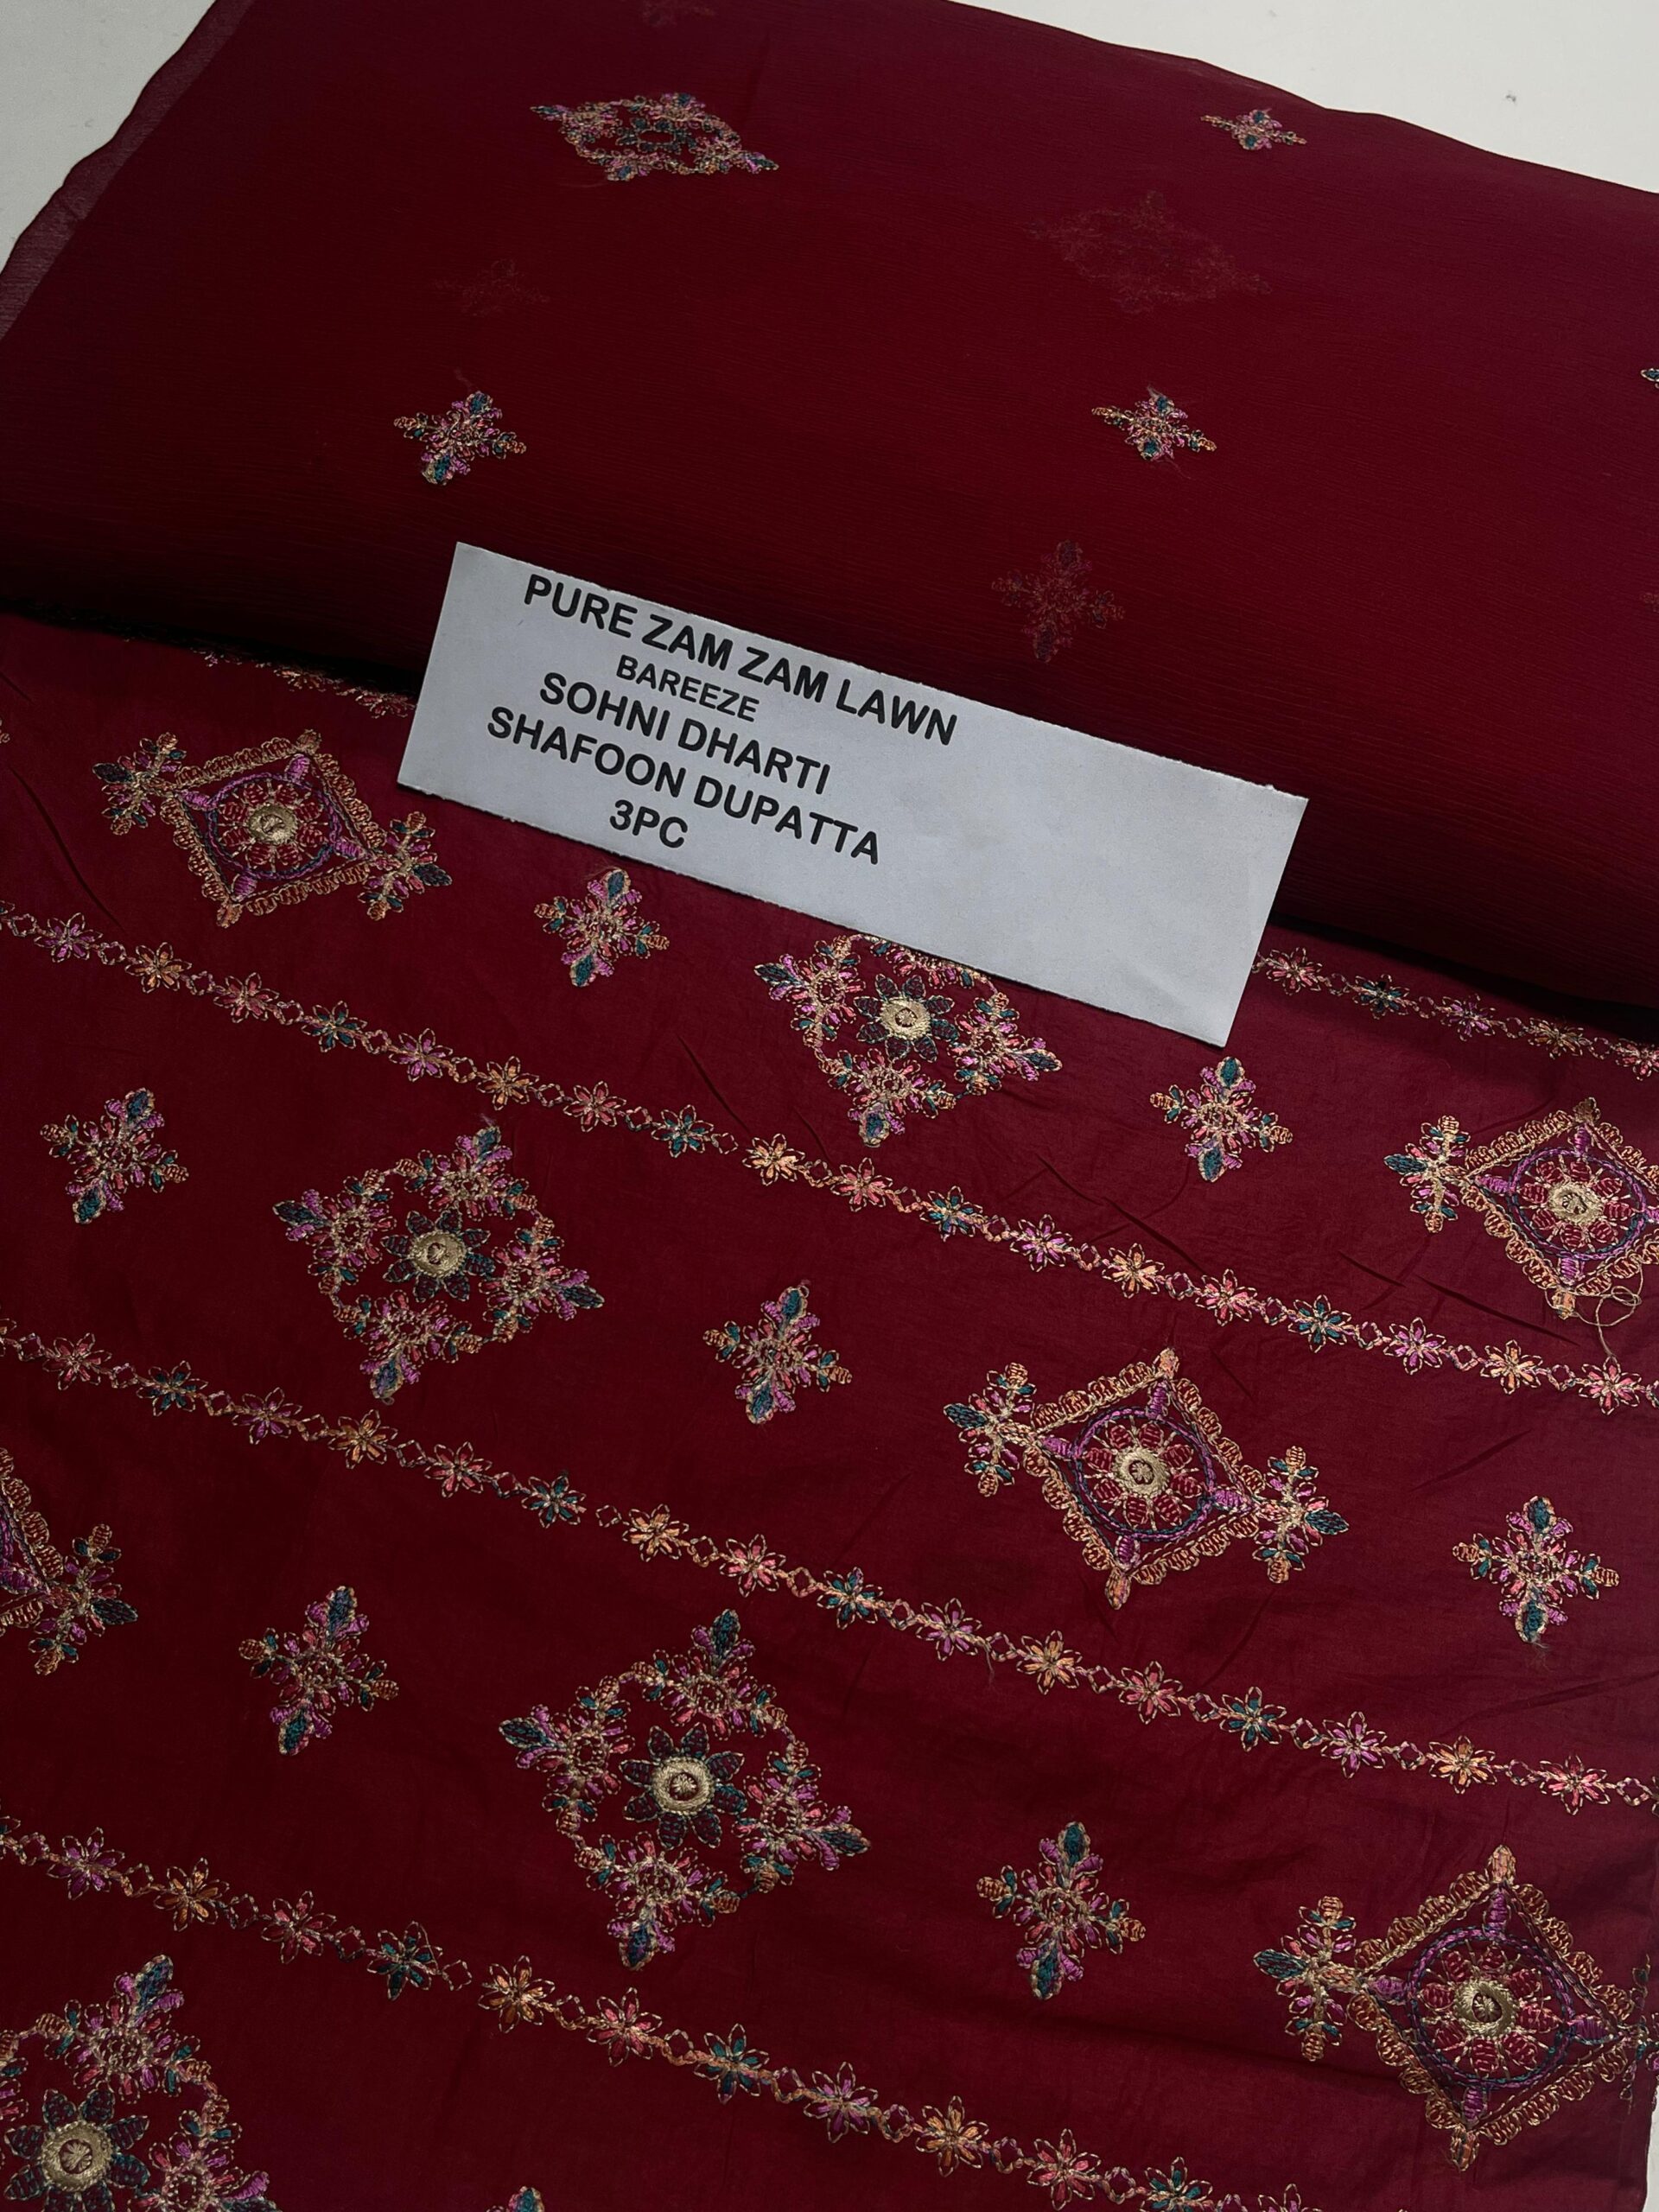 PURE ZAM ZAM LAWN
BAREEZE
SOHNI DHARTI
SHAFOON DUPATTA
3PC